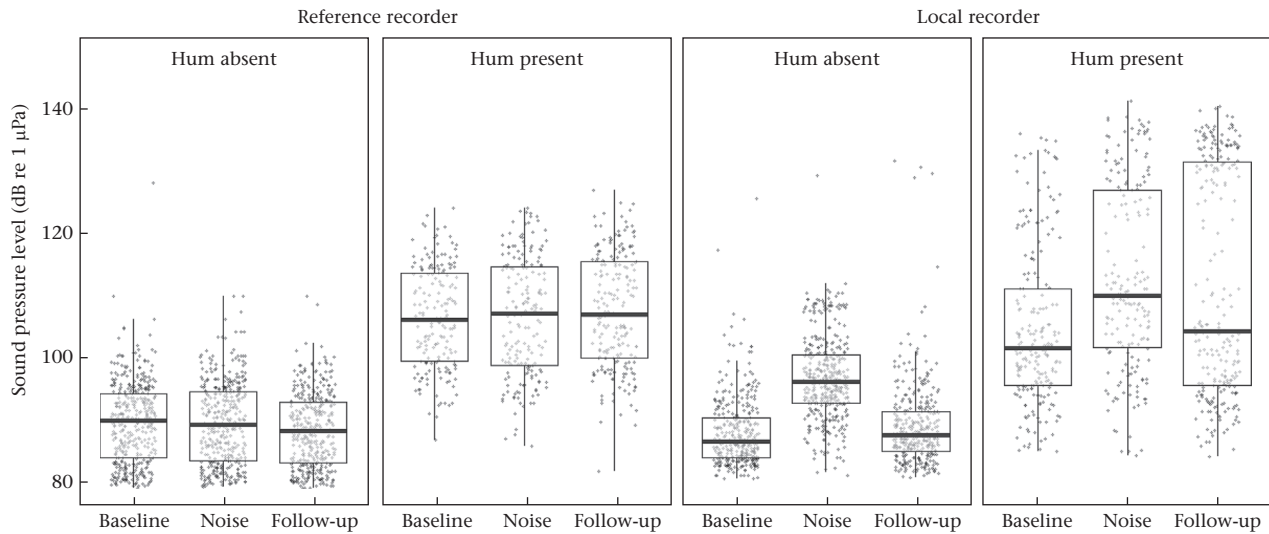 Reference recorder
Local recorder
Hum absent
Hum present
Hum absent
Hum present
Sound pressure level (dB re 1 μPa)
140
120
100
80
Baseline Noise Follow-up
Baseline Noise Follow-up
Baseline Noise Follow-up
Baseline Noise Follow-up